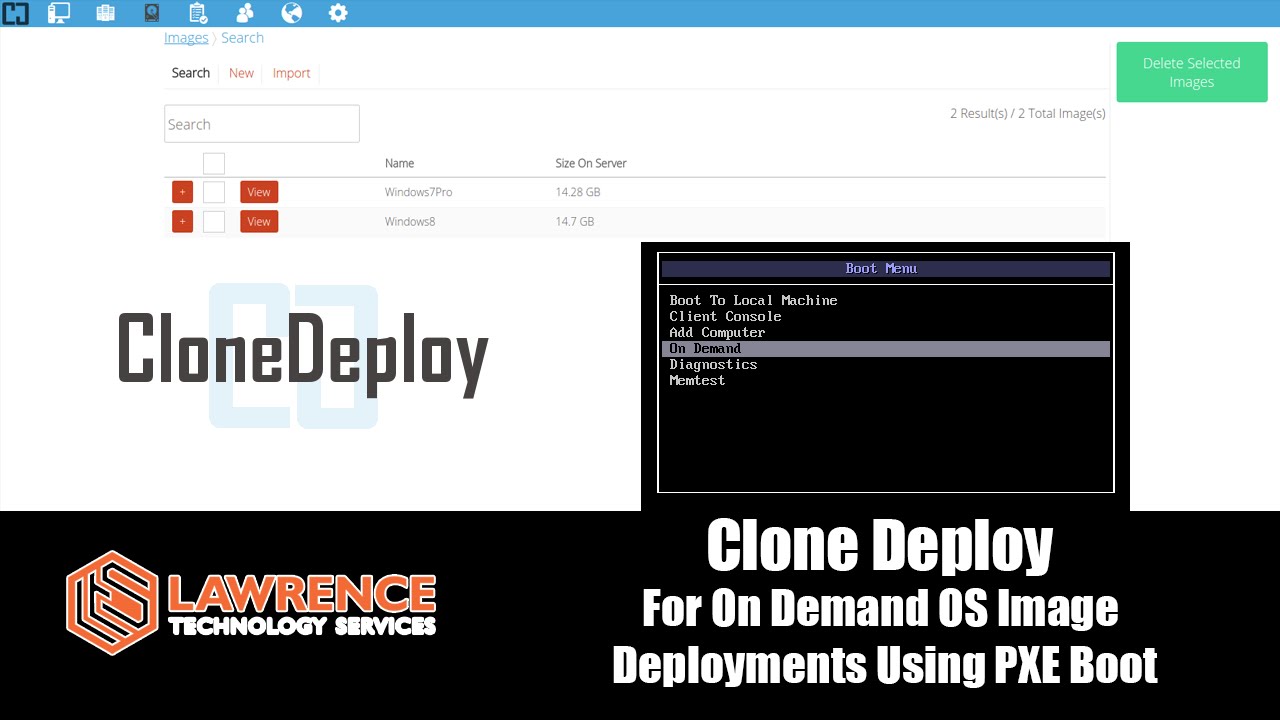 Images 〉 Search
Search New Import
Delete Selected
Images
Search
2 Result(s) / 2 Total Image(s)
Name Size On Server
+ View Windows7Pro 14.28 GB
+ View Windows8 14.7 GB
CloneDeploy
Boot Menu
Boot To Local Machine
Client Console
Add Computer
On Demand
Diagnostics
Memtest
LAWRENCE
TECHNOLOGY SERVICES
Clone Deploy
For On Demand OS Image
Deployments Using PXE Boot